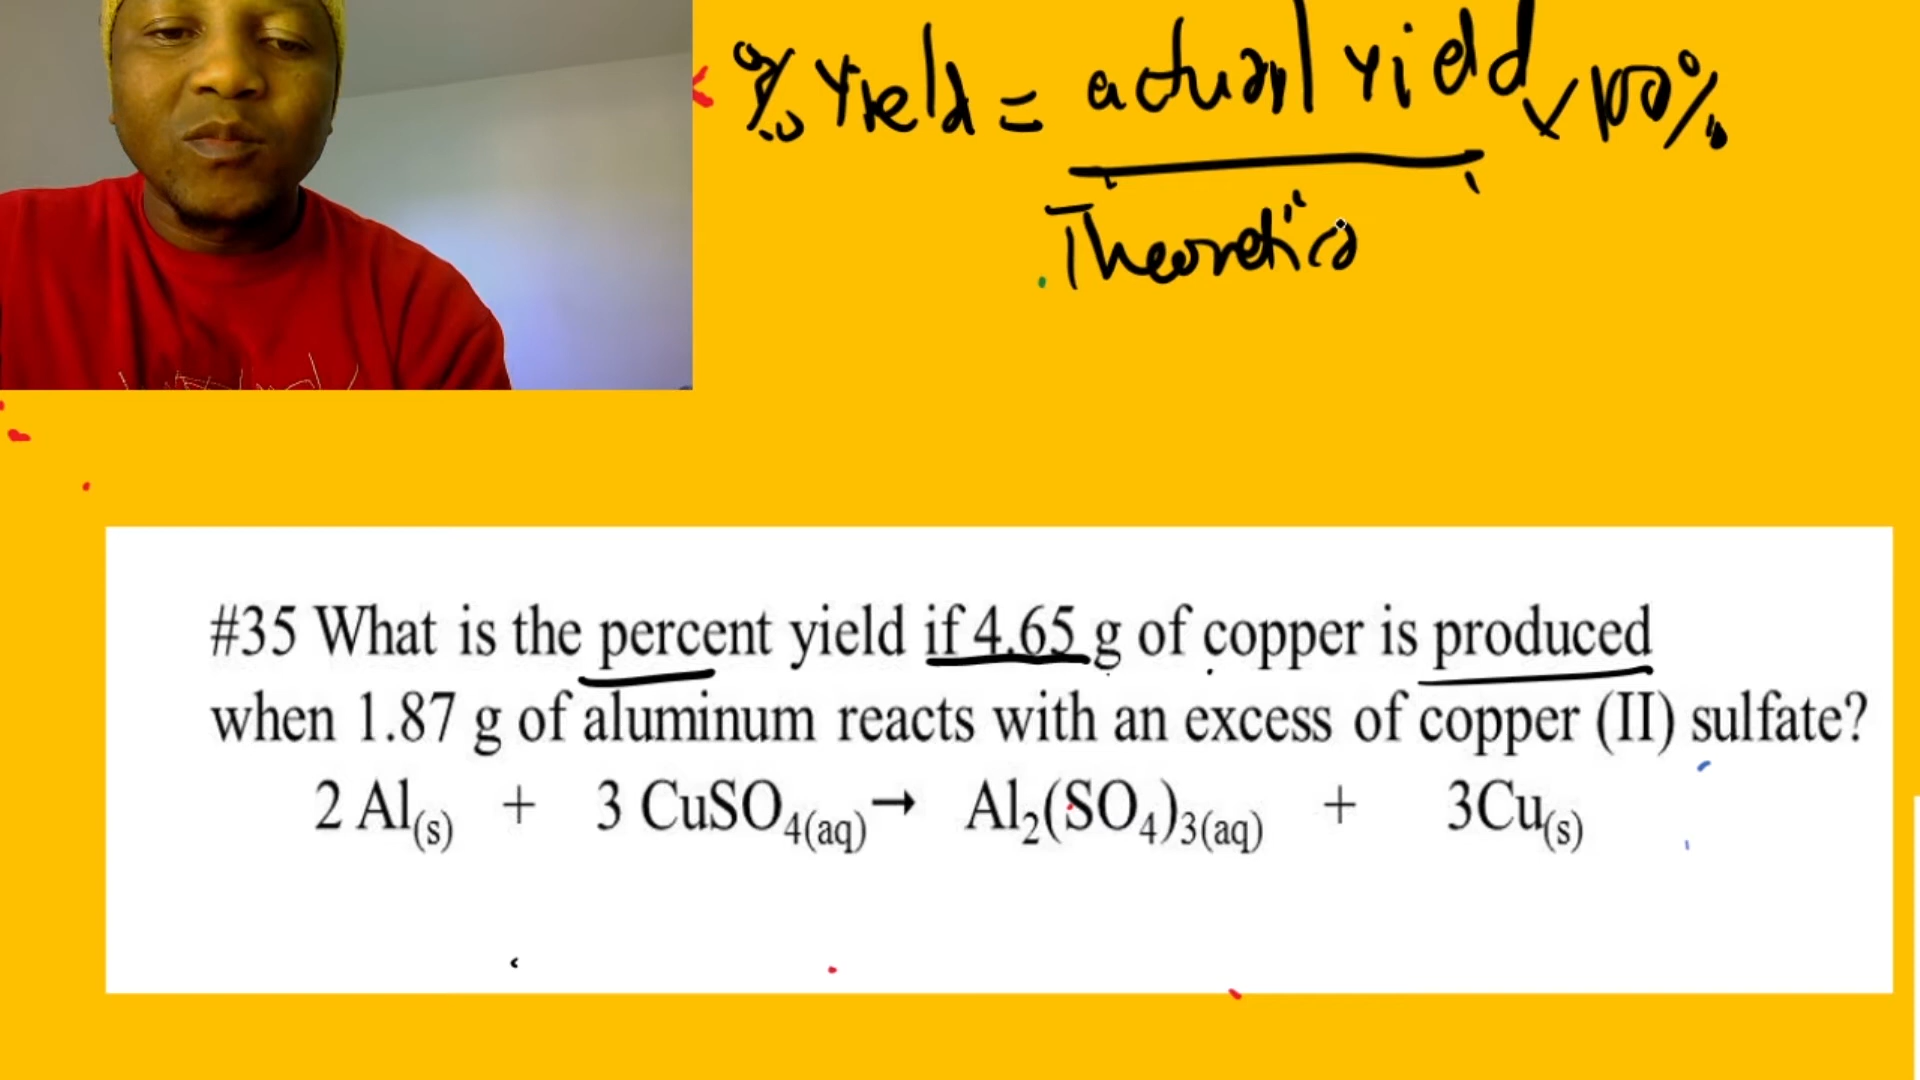 % Yield = actual yield × 100%
Theoretica
#35 What is the percent yield if 4.65 g of copper is produced
when 1.87 g of aluminum reacts with an excess of copper (II) sulfate?
2 Al(s) + 3 CuSO4(aq) → Al2(SO4)3(aq) + 3Cu(s)